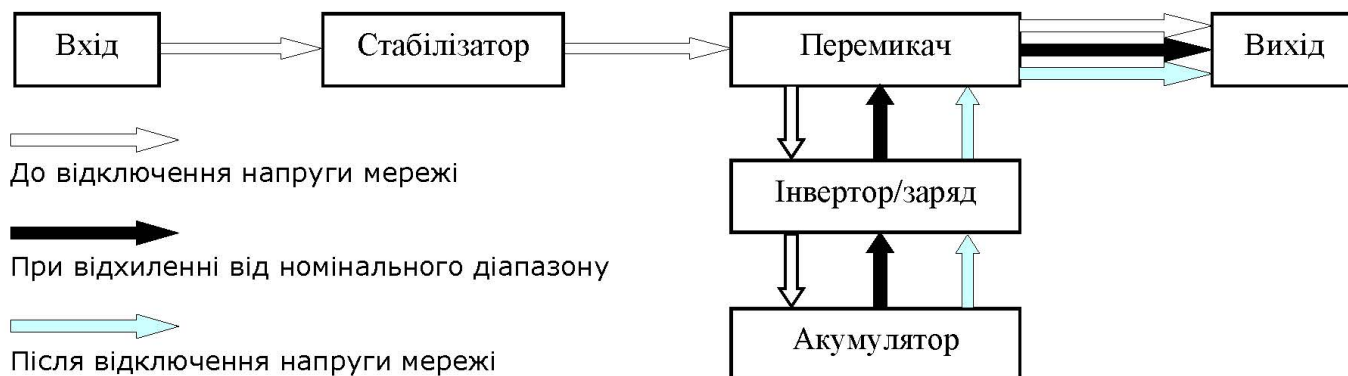 Вхід
Стабілізатор
Перемикач
Вихід
До відключення напруги мережі
Інвертор/заряд
При відхиленні від номінального діапазону
Акумулятор
Після відключення напруги мережі